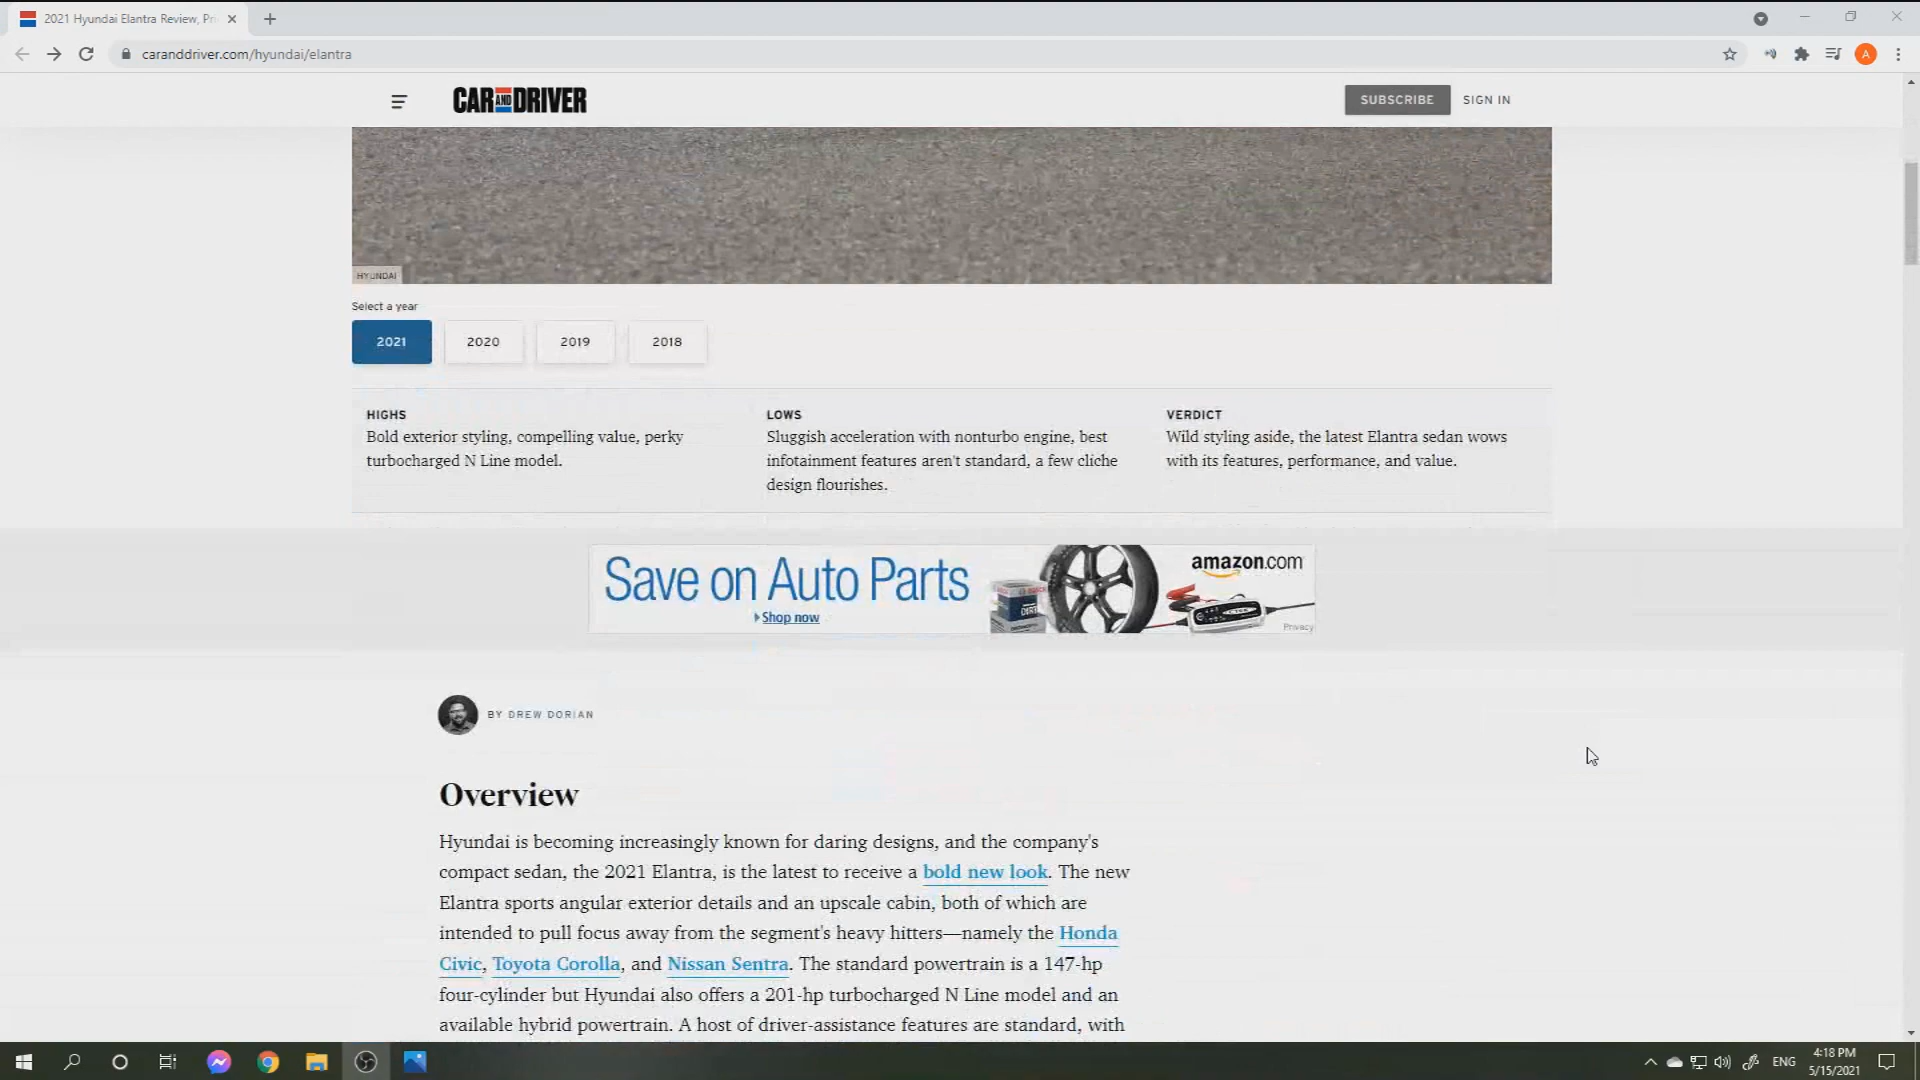 2021 Hyundai Elantra Review, Pri
caranddriver.com/hyundai/elantra
A
CAR AND DRIVER
SUBSCRIBE
SIGN IN
HYUNDAI
Select a year
2021
2020
2019
2018
HIGHS
Bold exterior styling, compelling value, perky
turbocharged N Line model.
LOWS
Sluggish acceleration with nonturbo engine, best
infotainment features aren't standard, a few cliche
design flourishes.
VERDICT
Wild styling aside, the latest Elantra sedan wows
with its features, performance, and value.
Save on Auto Parts
Shop now
amazon.com
Privacy
BY DREW DORIAN
Overview
Hyundai is becoming increasingly known for daring designs, and the company's
compact sedan, the 2021 Elantra, is the latest to receive a bold new look. The new
Elantra sports angular exterior details and an upscale cabin, both of which are
intended to pull focus away from the segment's heavy hitters—namely the Honda
Civic, Toyota Corolla, and Nissan Sentra. The standard powertrain is a 147-hp
four-cylinder but Hyundai also offers a 201-hp turbocharged N Line model and an
available hybrid powertrain. A host of driver-assistance features are standard, with
ENG
4:18 PM
5/15/2021